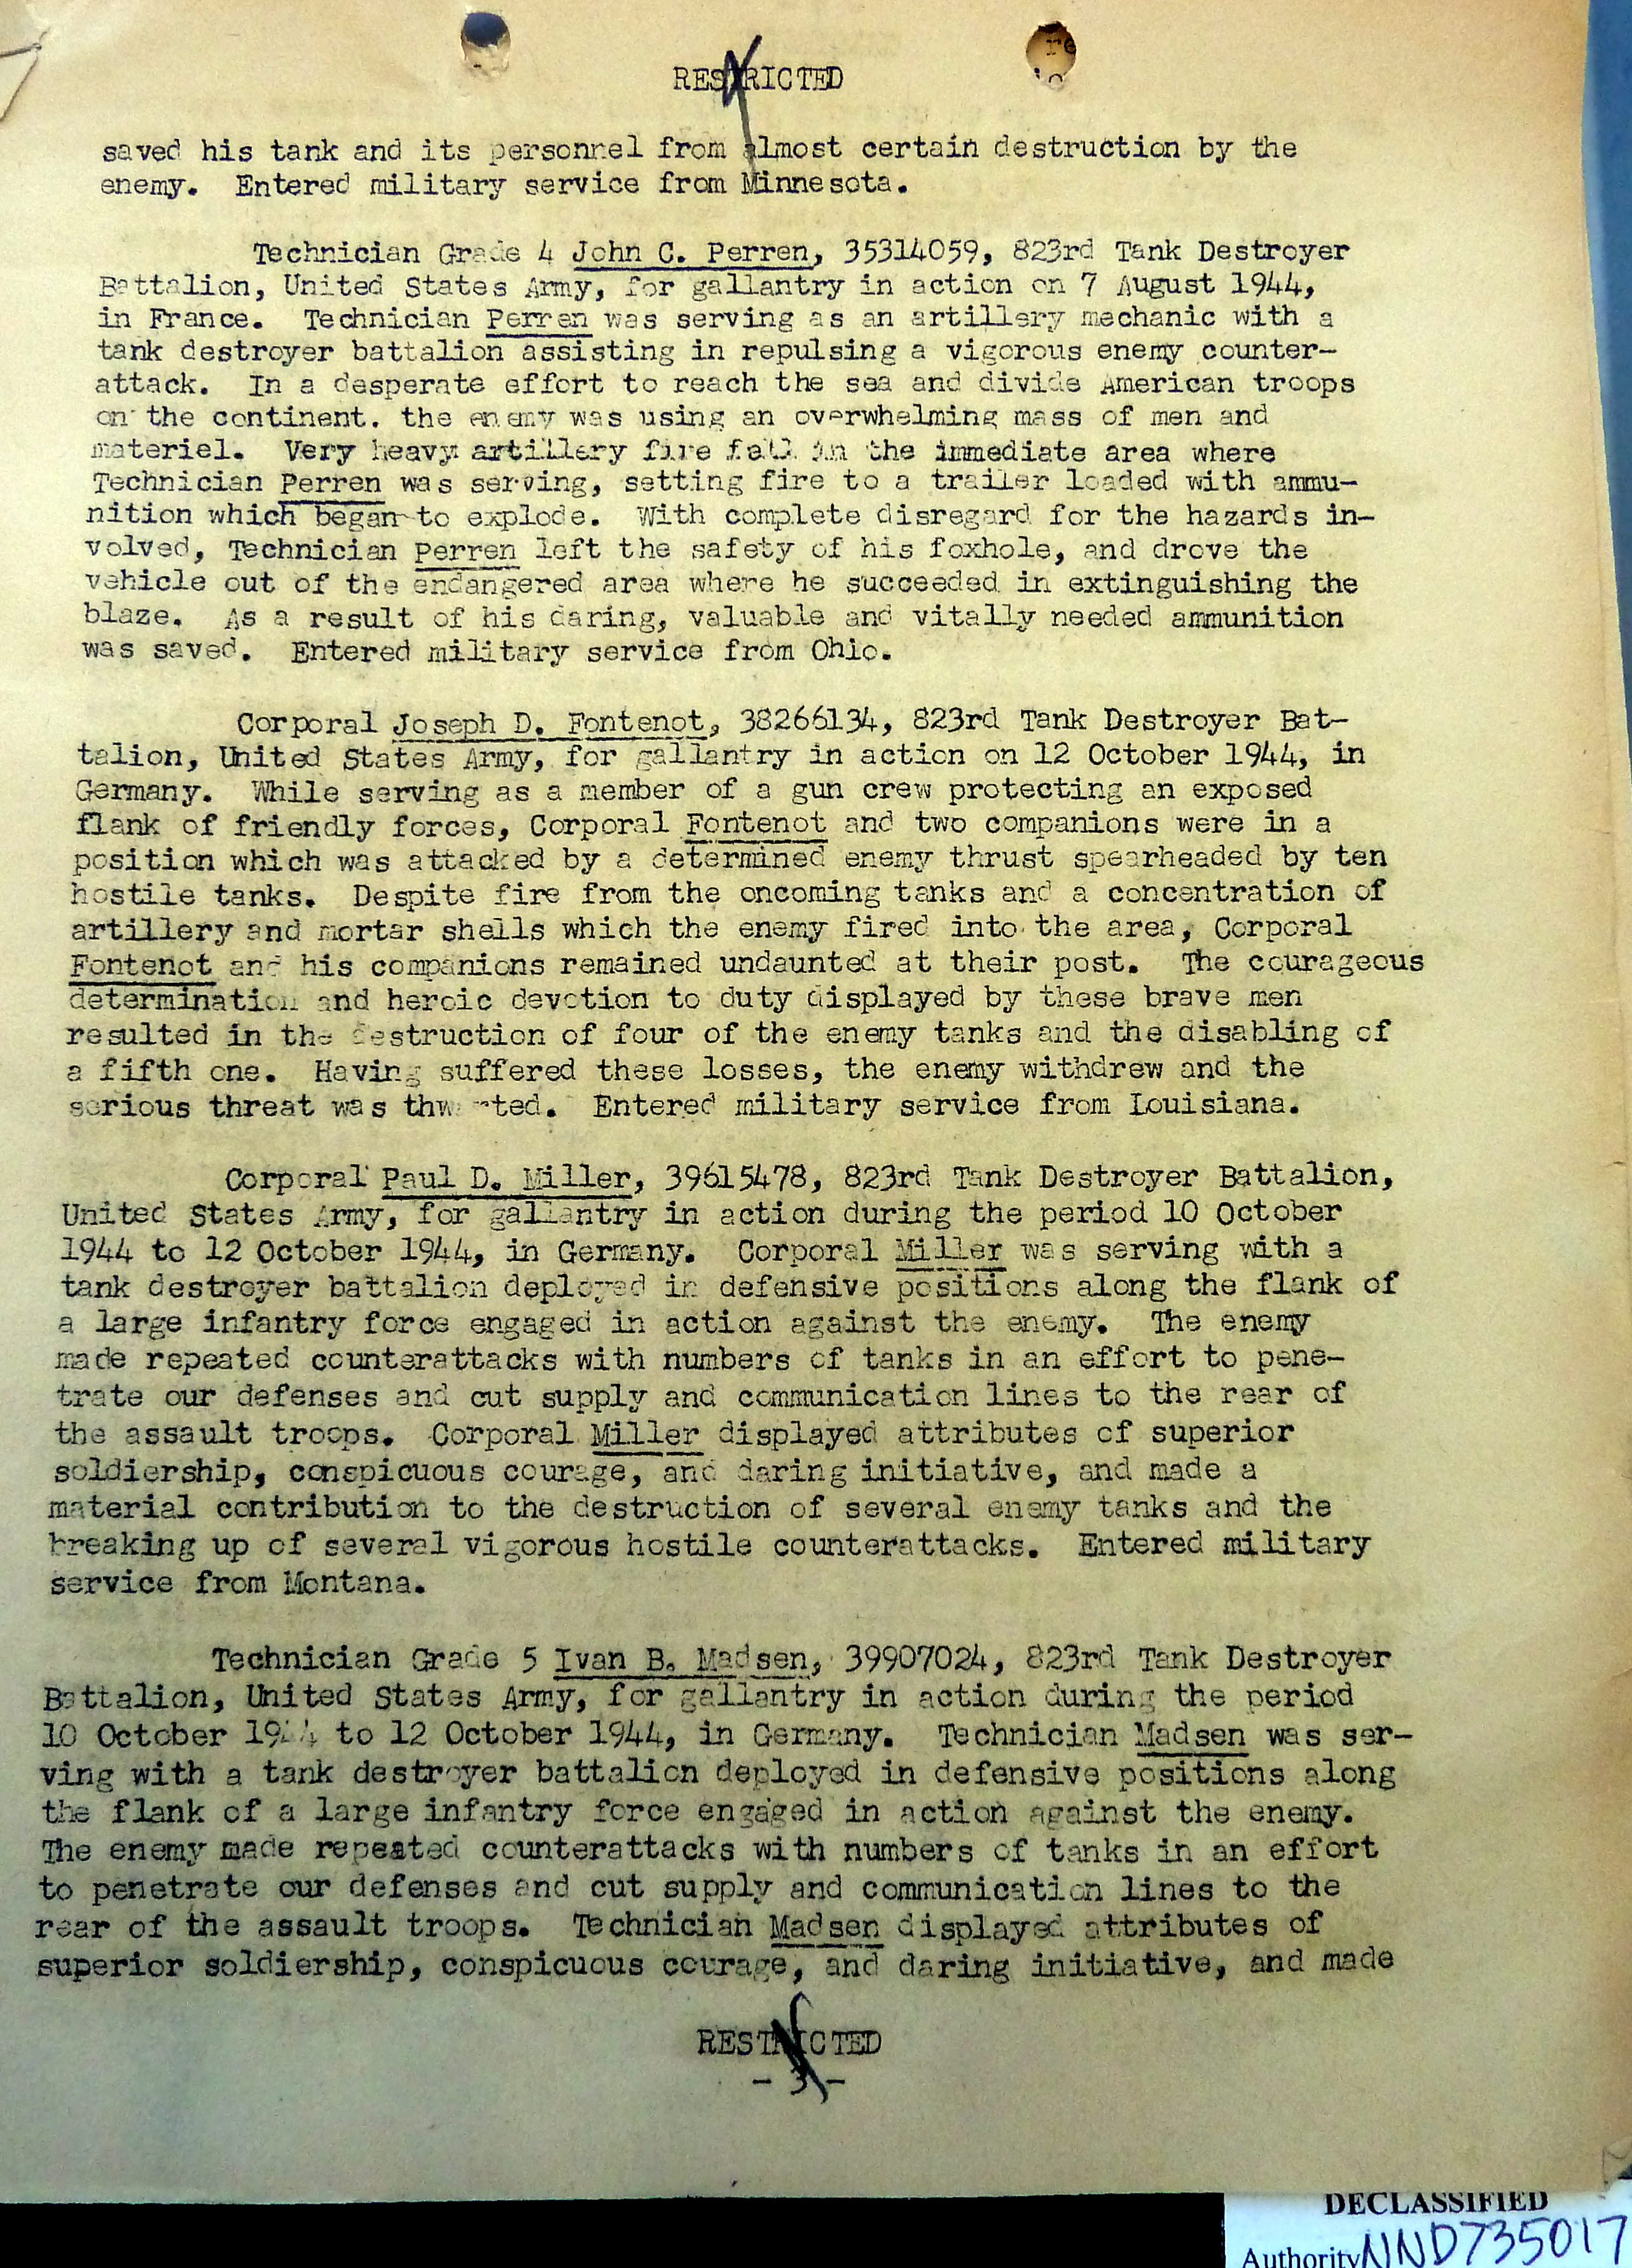 re
lo
RESTRICTED
saved his tank and its personnel from almost certain destruction by the
enemy. Entered military service from Minnesota.
Technician Grade 4 John C. Perren, 35314059, 823rd Tank Destroyer
Battalion, United States Army, for gallantry in action on 7 August 1944,
in France. Technician Perren was serving as an artillery mechanic with a
tank destroyer battalion assisting in repulsing a vigorous enemy counter-
attack. In a desperate effort to reach the sea and divide American troops
on the continent. the enemy was using an overwhelming mass of men and
materiel. Very heavy artillery fire fell in the immediate area where
Technician Perren was serving, setting fire to a trailer loaded with ammu-
nition which began to explode. With complete disregard for the hazards in-
volved, Technician Perren left the safety of his foxhole, and drove the
vehicle out of the endangered area where he succeeded in extinguishing the
blaze. As a result of his daring, valuable and vitally needed ammunition
was saved. Entered military service from Ohio.
Corporal Joseph D. Fontenot, 38266134, 823rd Tank Destroyer Bat-
talion, United States Army, for gallantry in action on 12 October 1944, in
Germany. While serving as a member of a gun crew protecting an exposed
flank of friendly forces, Corporal Fontenot and two companions were in a
position which was attacked by a determined enemy thrust spearheaded by ten
hostile tanks. Despite fire from the oncoming tanks and a concentration of
artillery and mortar shells which the enemy fired into the area, Corporal
Fontenot and his companions remained undaunted at their post. The courageous
determination and heroic devotion to duty displayed by these brave men
resulted in the destruction of four of the enemy tanks and the disabling of
a fifth one. Having suffered these losses, the enemy withdrew and the
serious threat was thwarted. Entered military service from Louisiana.
Corporal Paul D. Miller, 39615478, 823rd Tank Destroyer Battalion,
United States Army, for gallantry in action during the period 10 October
1944 to 12 October 1944, in Germany. Corporal Miller was serving with a
tank destroyer battalion deployed in defensive positions along the flank of
a large infantry force engaged in action against the enemy. The enemy
made repeated counterattacks with numbers of tanks in an effort to pene-
trate our defenses and cut supply and communication lines to the rear of
the assault troops. Corporal Miller displayed attributes of superior
soldiership, conspicuous courage, and daring initiative, and made a
material contribution to the destruction of several enemy tanks and the
breaking up of several vigorous hostile counterattacks. Entered military
service from Montana.
Technician Grade 5 Ivan B. Madsen, 39907024, 823rd Tank Destroyer
Battalion, United States Army, for gallantry in action during the period
10 October 1944 to 12 October 1944, in Germany. Technician Madsen was ser-
ving with a tank destroyer battalion deployed in defensive positions along
the flank of a large infantry force engaged in action against the enemy.
The enemy made repeated counterattacks with numbers of tanks in an effort
to penetrate our defenses and cut supply and communication lines to the
rear of the assault troops. Technician Madsen displayed attributes of
superior soldiership, conspicuous courage, and daring initiative, and made
RESTRICTED
- 3 -
DECLASSIFIED
Authority NND735017